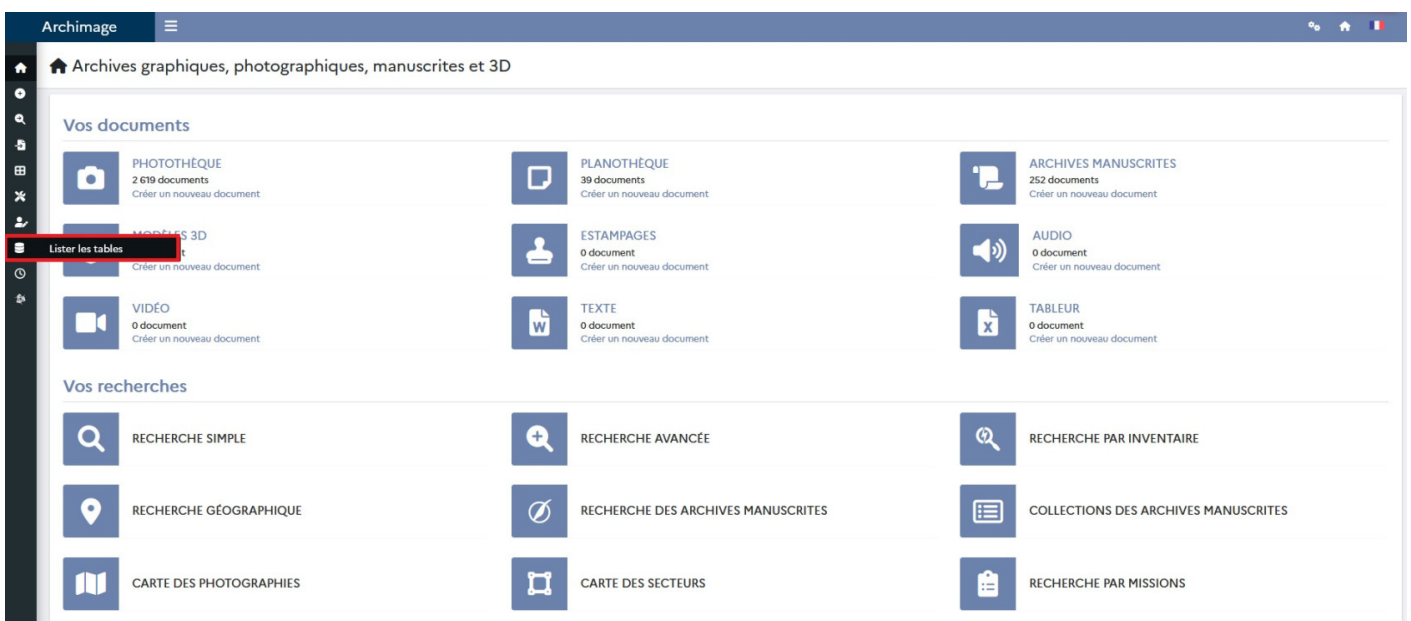 Archimage
Archives graphiques, photographiques, manuscrites et 3D
Vos documents
PHOTOTHÈQUE
2 619 documents
Créer un nouveau document
PLANOTHÈQUE
39 documents
Créer un nouveau document
ARCHIVES MANUSCRITES
252 documents
Créer un nouveau document
Lister les tables
MODÈLES 3D
t
Créer un nouveau document
ESTAMPAGES
0 document
Créer un nouveau document
AUDIO
0 document
Créer un nouveau document
VIDÉO
0 document
Créer un nouveau document
W
TEXTE
0 document
Créer un nouveau document
X
TABLEUR
0 document
Créer un nouveau document
Vos recherches
RECHERCHE SIMPLE
RECHERCHE AVANCÉE
RECHERCHE PAR INVENTAIRE
RECHERCHE GÉOGRAPHIQUE
RECHERCHE DES ARCHIVES MANUSCRITES
COLLECTIONS DES ARCHIVES MANUSCRITES
CARTE DES PHOTOGRAPHIES
CARTE DES SECTEURS
RECHERCHE PAR MISSIONS